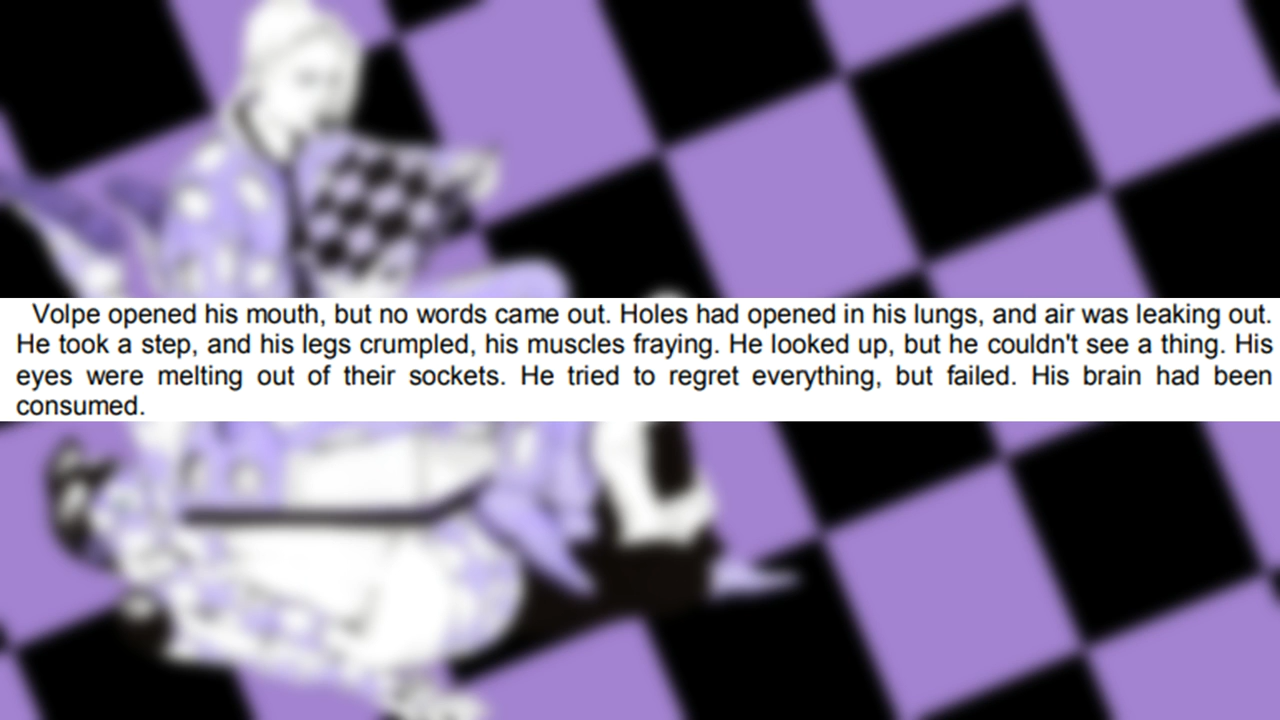 Volpe opened his mouth, but no words came out. Holes had opened in his lungs, and air was leaking out.
He took a step, and his legs crumpled, his muscles fraying. He looked up, but he couldn't see a thing. His
eyes were melting out of their sockets. He tried to regret everything, but failed. His brain had been
consumed.